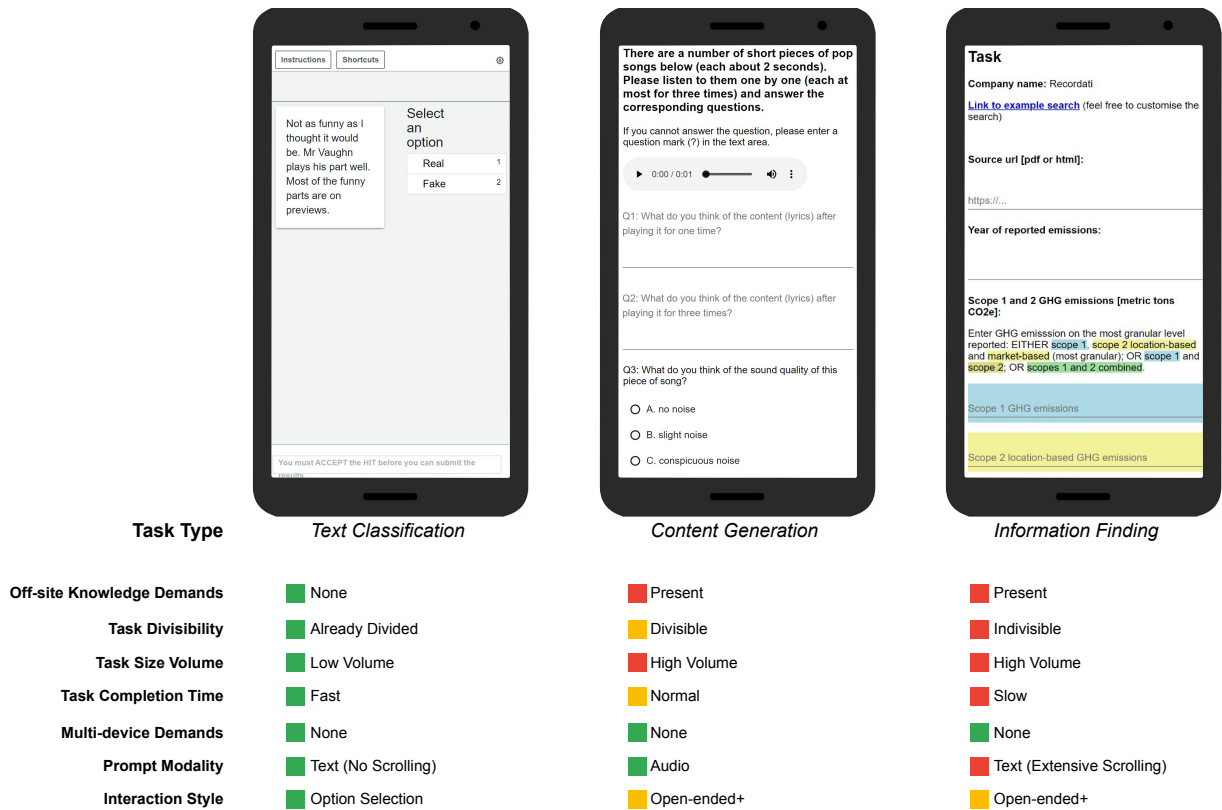 Instructions Shortcuts
Not as funny as I
thought it would
be. Mr Vaughn
plays his part well.
Most of the funny
parts are on
previews.
Select
an
option
Real 1
Fake 2
You must ACCEPT the HIT before you can submit the
results
There are a number of short pieces of pop
songs below (each about 2 seconds).
Please listen to them one by one (each at
most for three times) and answer the
corresponding questions.
If you cannot answer the question, please enter a
question mark (?) in the text area.
0:00 / 0:01
Q1: What do you think of the content (lyrics) after
playing it for one time?
Q2: What do you think of the content (lyrics) after
playing it for three times?
Q3: What do you think of the sound quality of this
piece of song?
A. no noise
B. slight noise
C. conspicuous noise
Task
Company name: Recordati
Link to example search (feel free to customise the
search)
Source url [pdf or html]:
https://...
Year of reported emissions:
Scope 1 and 2 GHG emissions [metric tons
CO2e]:
Enter GHG emisssion on the most granular level
reported: EITHER scope 1, scope 2 location-based
and market-based (most granular); OR scope 1 and
scope 2; OR scopes 1 and 2 combined.
Scope 1 GHG emissions
Scope 2 location-based GHG emissions
Task Type Text Classification Content Generation Information Finding
Off-site Knowledge Demands None Present Present
Task Divisibility Already Divided Divisible Indivisible
Task Size Volume Low Volume High Volume High Volume
Task Completion Time Fast Normal Slow
Multi-device Demands None None None
Prompt Modality Text (No Scrolling) Audio Text (Extensive Scrolling)
Interaction Style Option Selection Open-ended+ Open-ended+